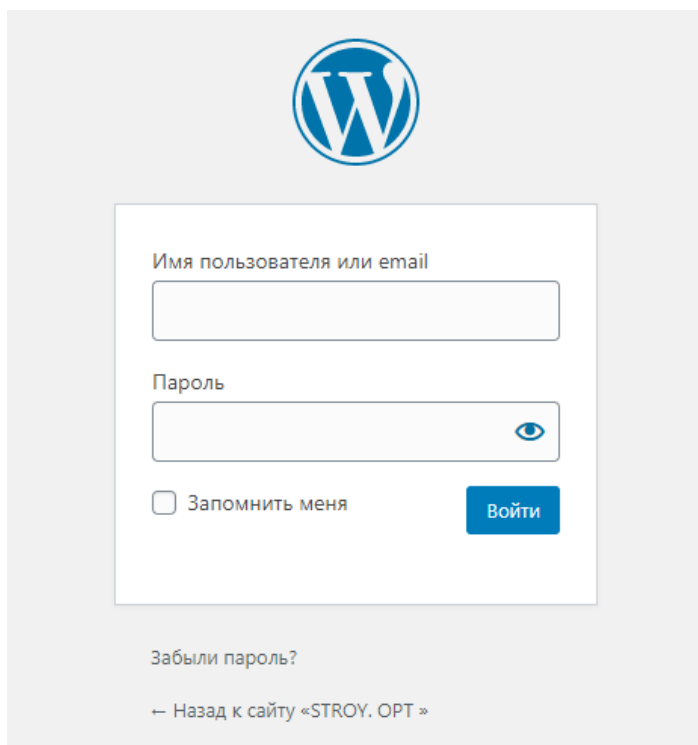 Имя пользователя или email
Пароль
Запомнить меня
Войти
Забыли пароль?
← Назад к сайту «STROY. OPT »